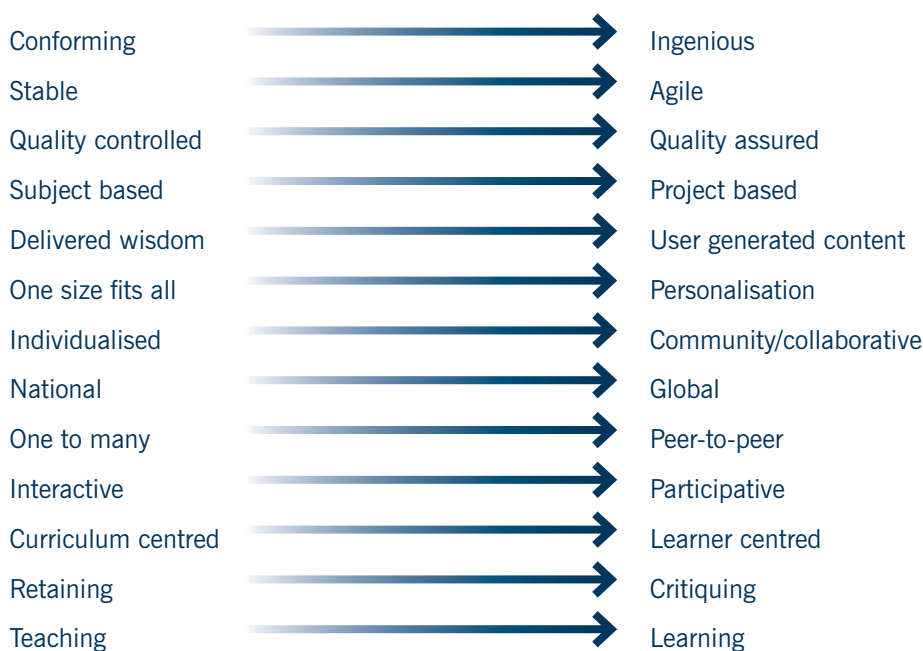 Conforming Ingenious
Stable Agile
Quality controlled Quality assured
Subject based Project based
Delivered wisdom User generated content
One size fits all Personalisation
Individualised Community/collaborative
National Global
One to many Peer-to-peer
Interactive Participative
Curriculum centred Learner centred
Retaining Critiquing
Teaching Learning